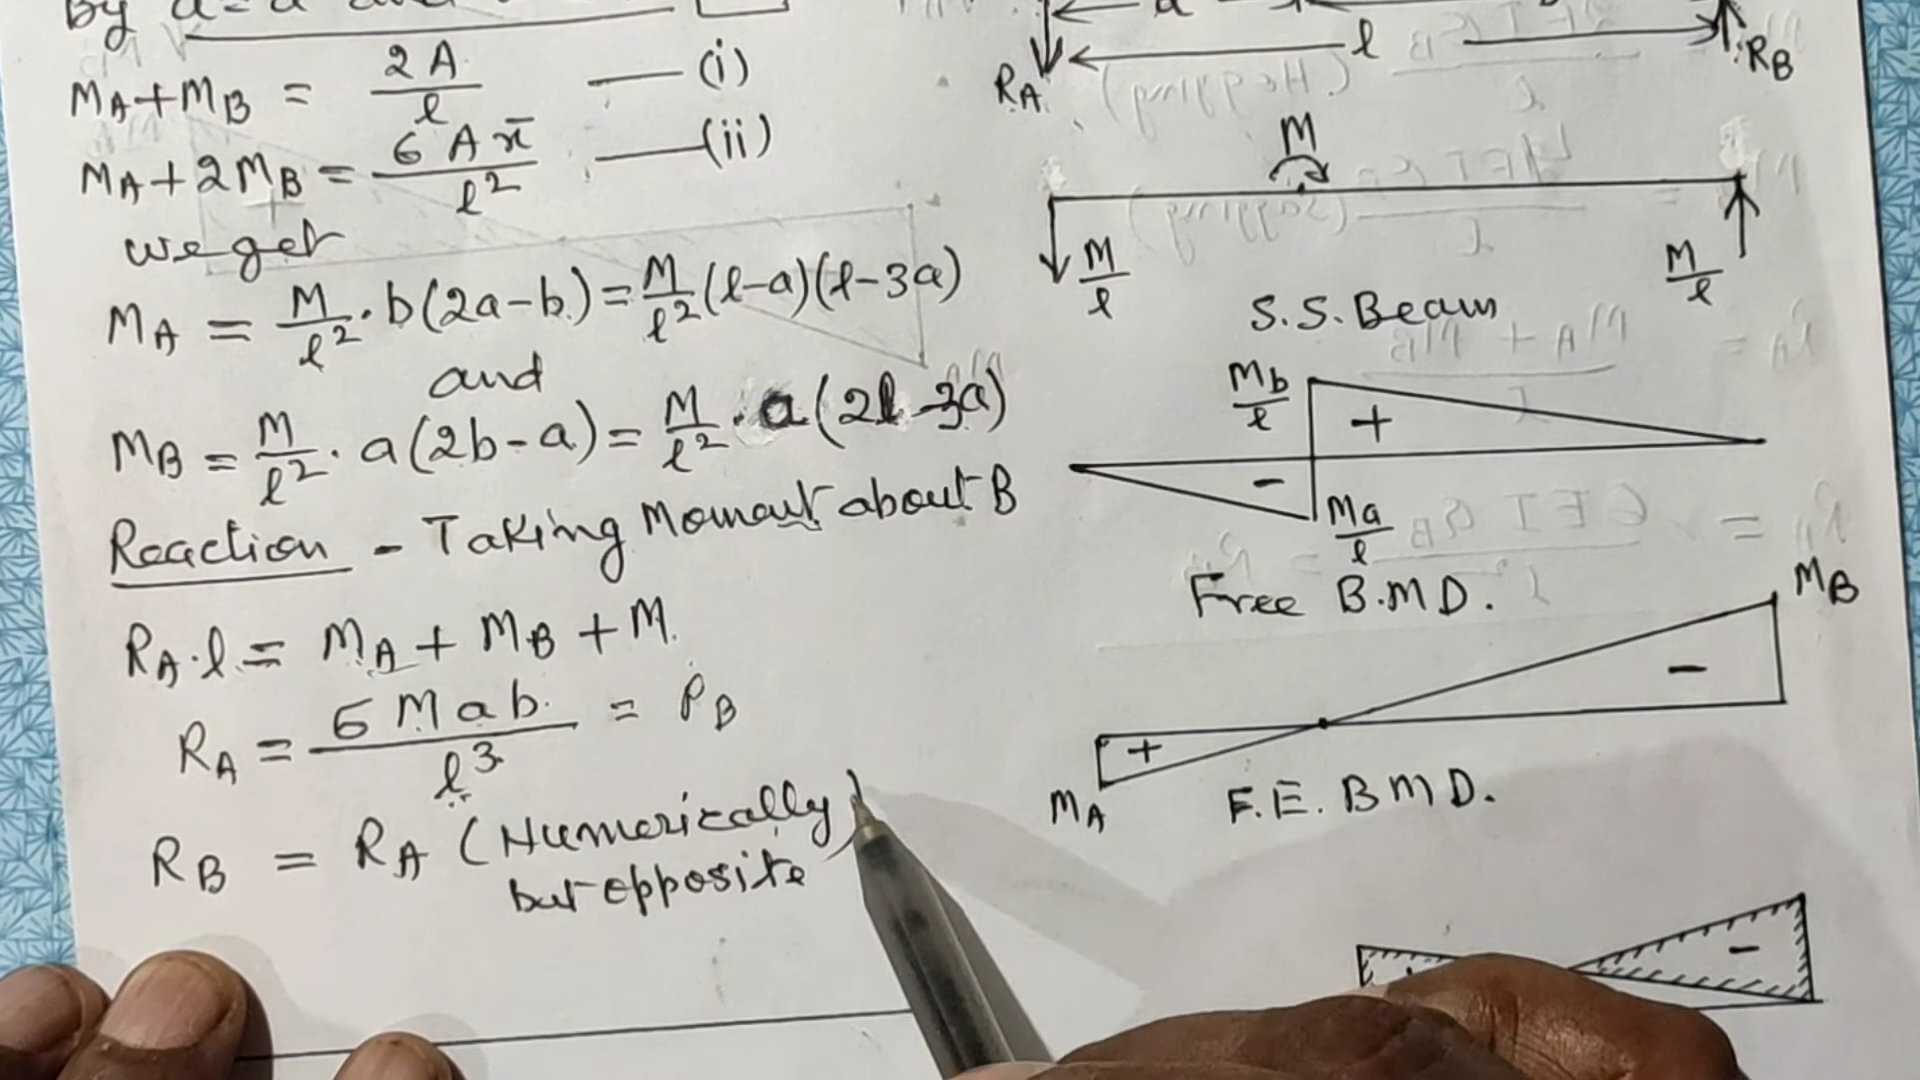 By a=a and
MA+MB = 2A/l — (i)
MA+2MB = 6Ax̄/l² — (ii)
we get
MA = M/l² . b(2a-b) = M/l² (l-a)(l-3a)
and
MB = M/l² . a(2b-a) = M/l² . a(2l-3a)
Reaction - Taking Moment about B
RA.l = MA + MB + M.
RA = 6Mab./l³ = RB
RB = RA (Numerically)
but opposite
a
l
RA
RB
M
M/l
M/l
S.S.Beam
Mb/l
+
-
Ma/l
Free B.M.D.
MB
-
+
MA
F.E. BMD.
-